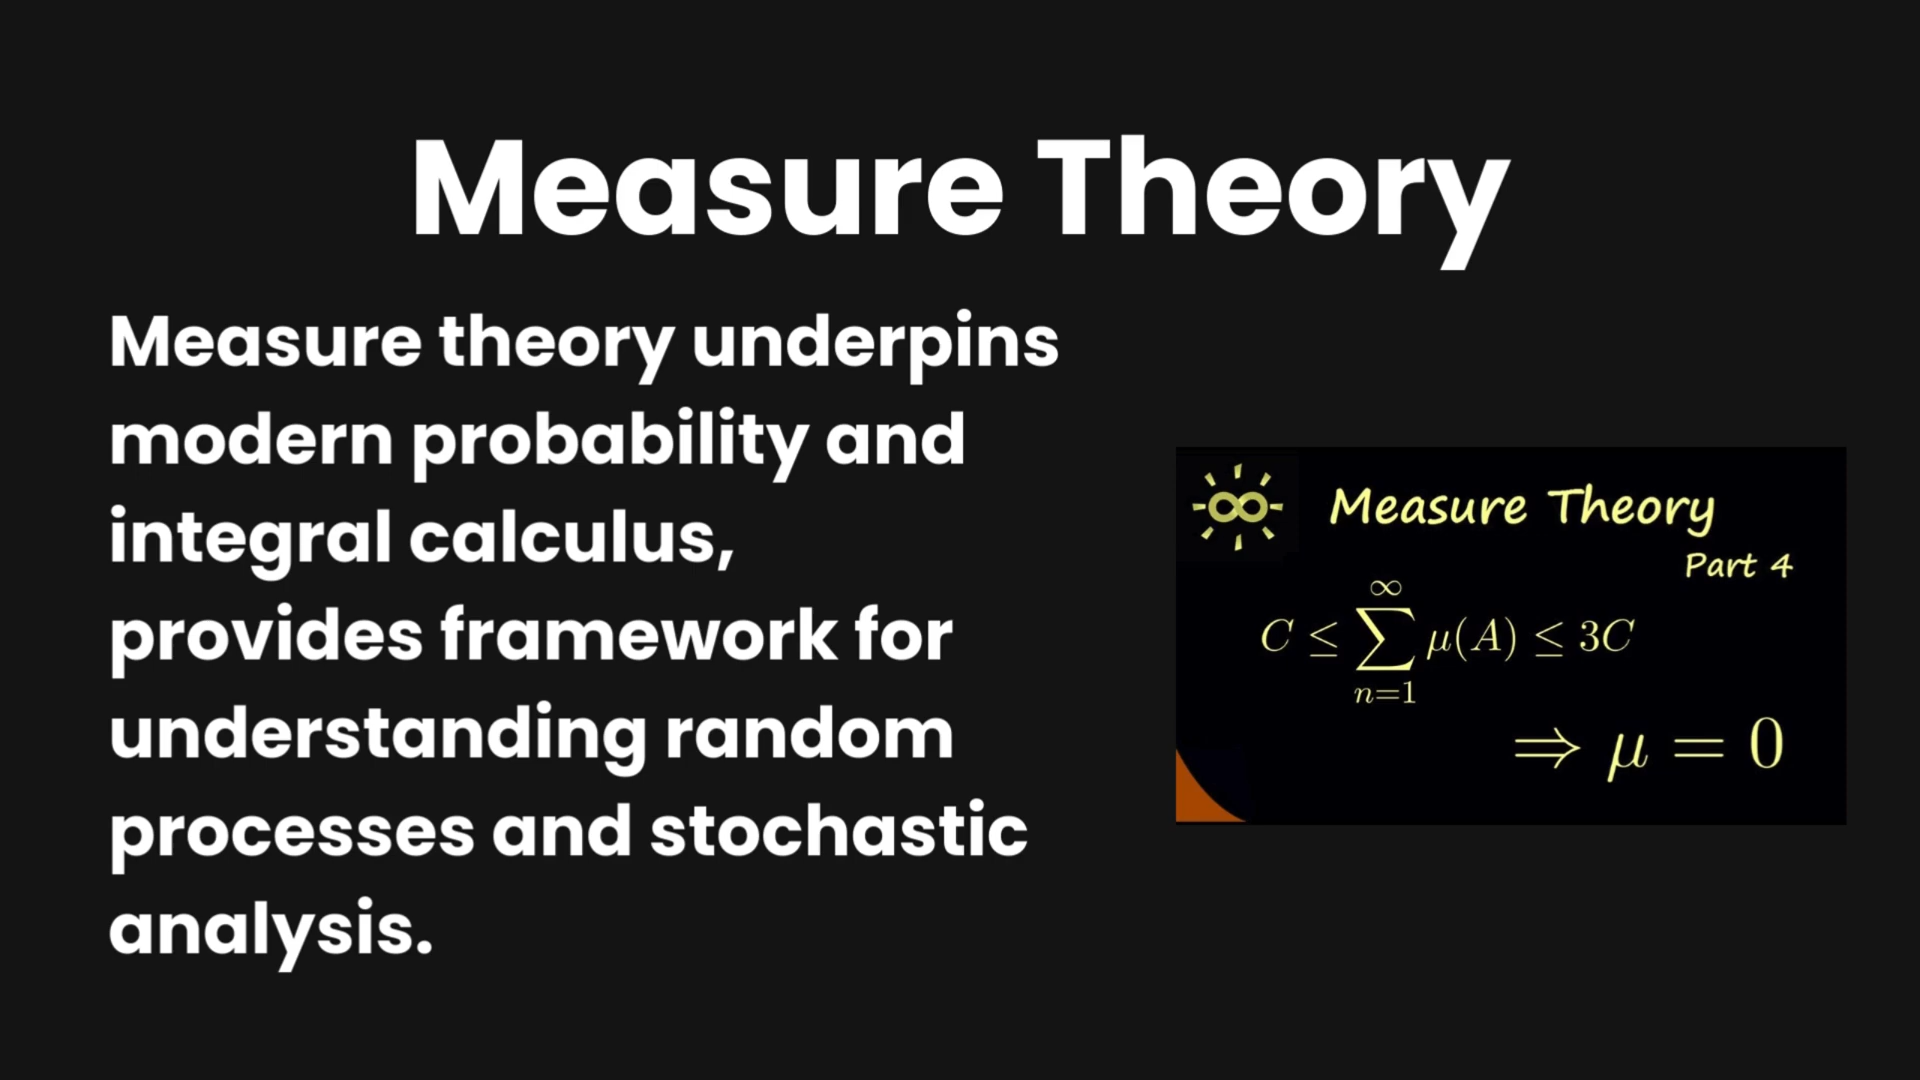 Measure Theory
Measure theory underpins
modern probability and
integral calculus,
provides framework for
understanding random
processes and stochastic
analysis.
Measure Theory
Part 4
C ≤ ∑_{n=1}^{∞} μ(A) ≤ 3C
⇒ μ = 0